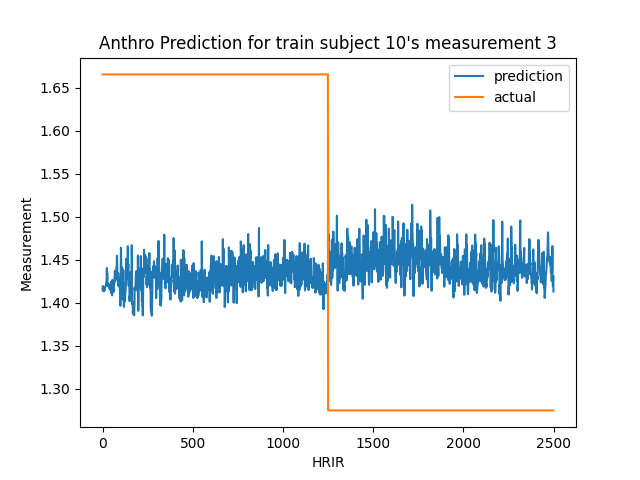 Anthro Prediction for train subject 10's measurement 3
prediction
actual
Measurement
1.65
1.60
1.55
1.50
1.45
1.40
1.35
1.30
0
500
1000
1500
2000
2500
HRIR